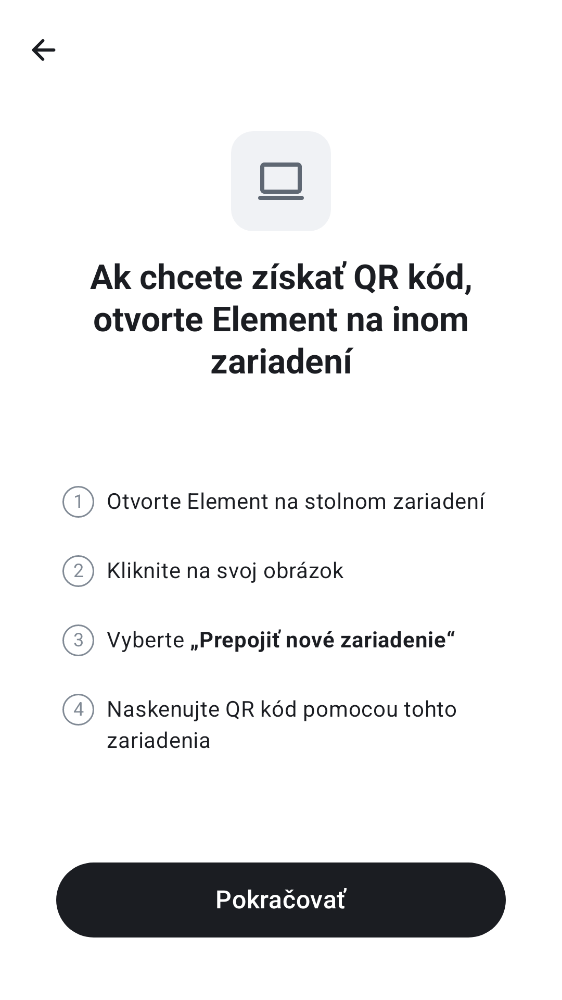 Ak chcete získať QR kód,
otvorte Element na inom
zariadení
1 Otvorte Element na stolnom zariadení
2 Kliknite na svoj obrázok
3 Vyberte „Prepojiť nové zariadenie“
4 Naskenujte QR kód pomocou tohto
zariadenia
Pokračovať